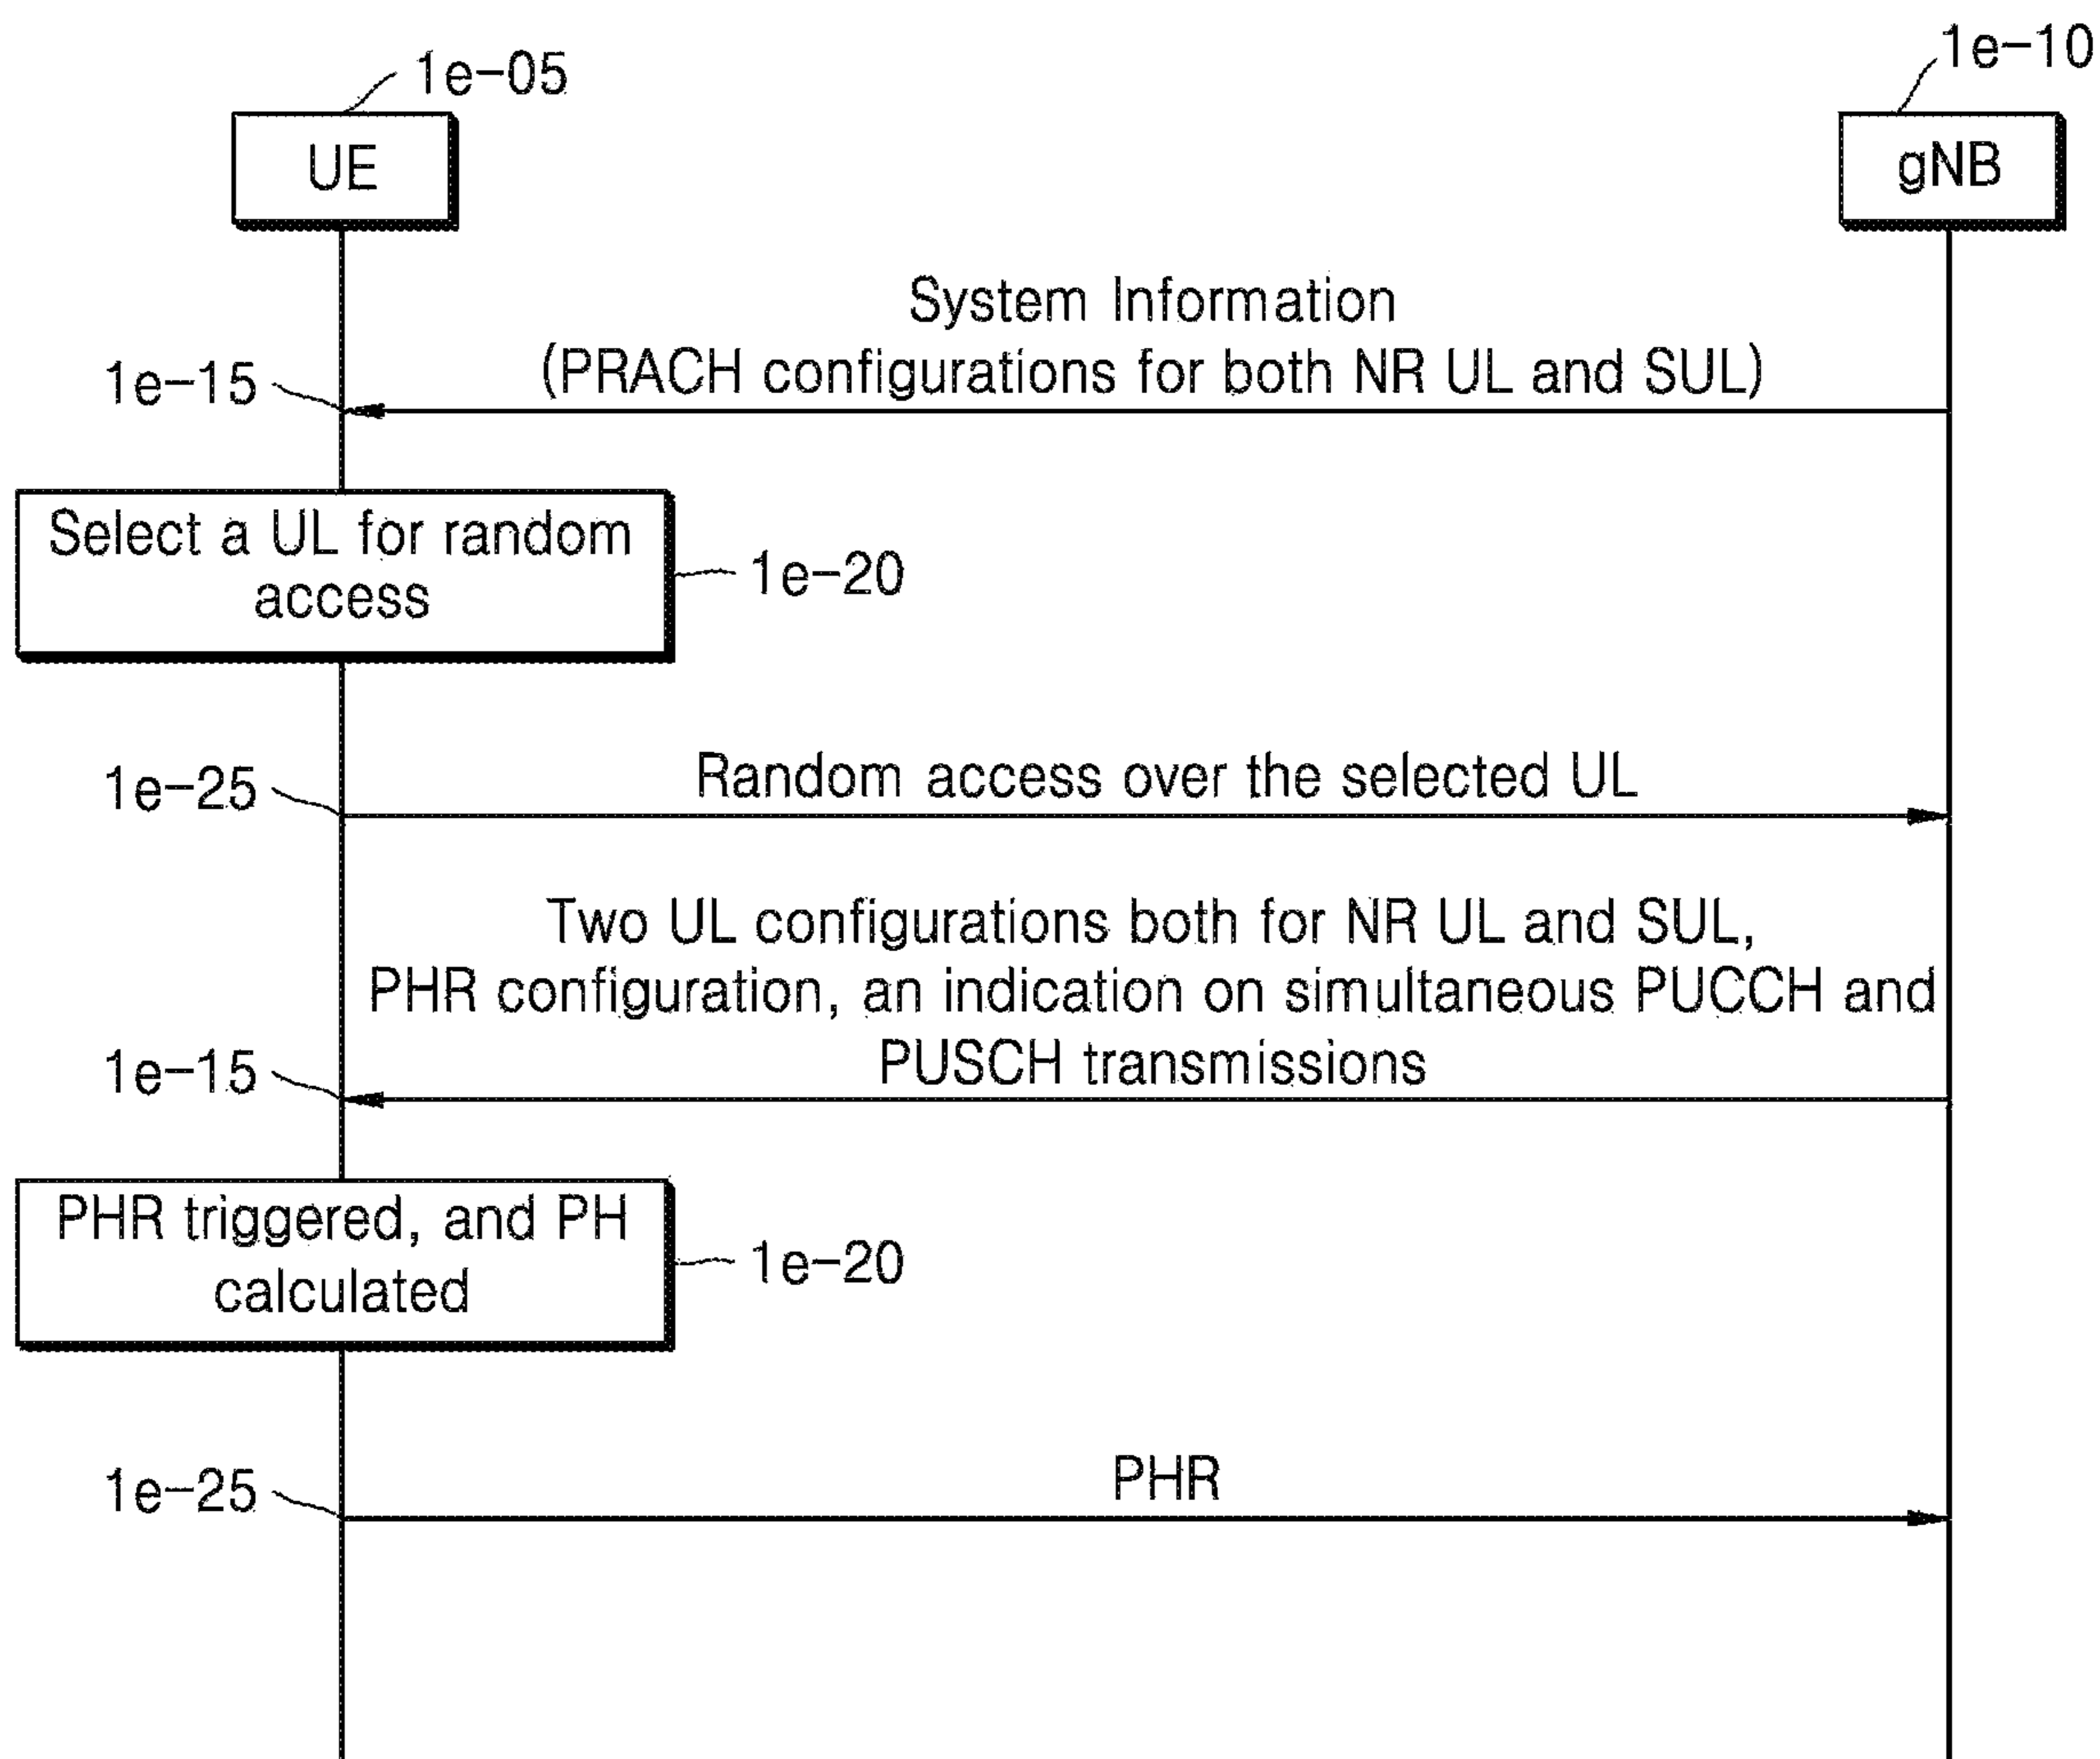 1e-05
1e-10
UE
gNB
System Information
(PRACH configurations for both NR UL and SUL)
1e-15
Select a UL for random
access
1e-20
Random access over the selected UL
1e-25
Two UL configurations both for NR UL and SUL,
PHR configuration, an indication on simultaneous PUCCH and
PUSCH transmissions
1e-15
PHR triggered, and PH
calculated
1e-20
PHR
1e-25